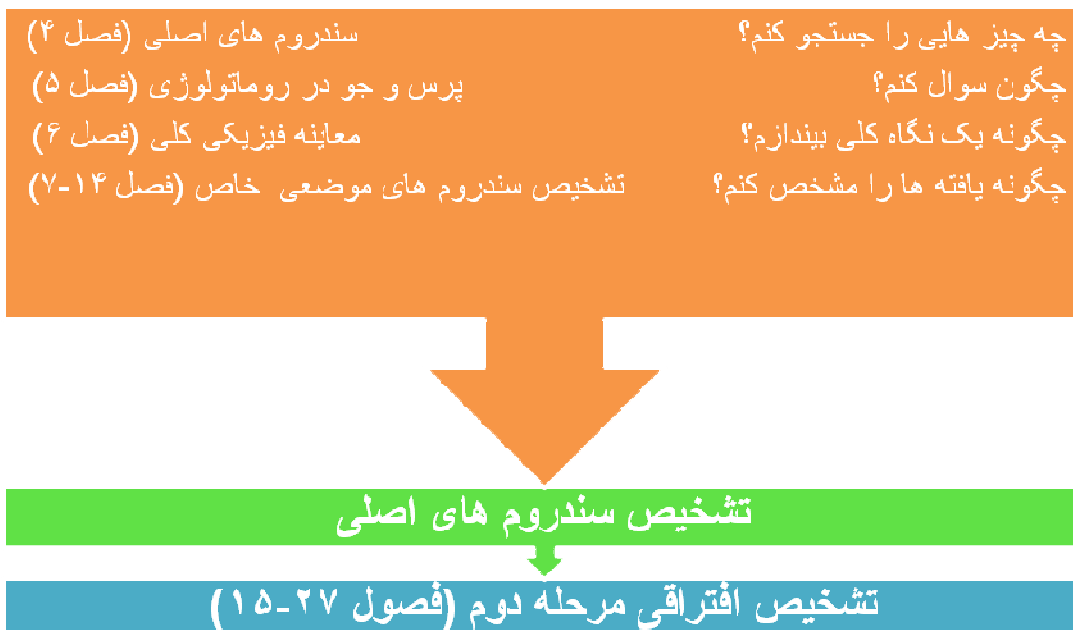 چه چیز هایی را جستجو کنم؟ سندروم های اصلی (فصل ۴)
چگون سوال کنم؟ پرس و جو در روماتولوژی (فصل ۵)
چگونه یک نگاه کلی بیندازم؟ معاینه فیزیکی کلی (فصل ۶)
چگونه یافته ها را مشخص کنم؟ تشخیص سندروم های موضعی خاص (فصل ۱۴-۷)
تشخیص سندروم های اصلی
تشخیص افتراقی مرحله دوم (فصول ۲۷-۱۵)